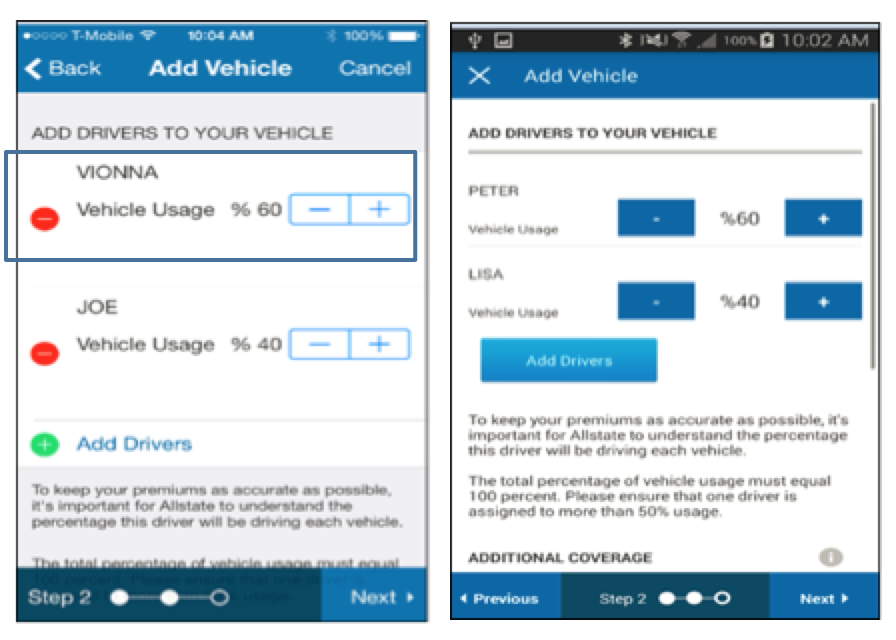 T-Mobile 10:04 AM 100%
Back Add Vehicle Cancel
ADD DRIVERS TO YOUR VEHICLE
VIONNA
Vehicle Usage % 60 − +
JOE
Vehicle Usage % 40 − +
Add Drivers
To keep your premiums as accurate as possible,
it's important for Allstate to understand the
percentage this driver will be driving each vehicle.
The total percentage of vehicle usage must equal
100 percent. Please ensure that one driver is
usage.
Step 2 Next
100% 10:02 AM
Add Vehicle
ADD DRIVERS TO YOUR VEHICLE
PETER
Vehicle Usage - %60 +
LISA
Vehicle Usage - %40 +
Add Drivers
To keep your premiums as accurate as possible, it's
important for Allstate to understand the percentage
this driver will be driving each vehicle.
The total percentage of vehicle usage must equal
100 percent. Please ensure that one driver is
assigned to more than 50% usage.
ADDITIONAL COVERAGE
Previous Step 2 Next